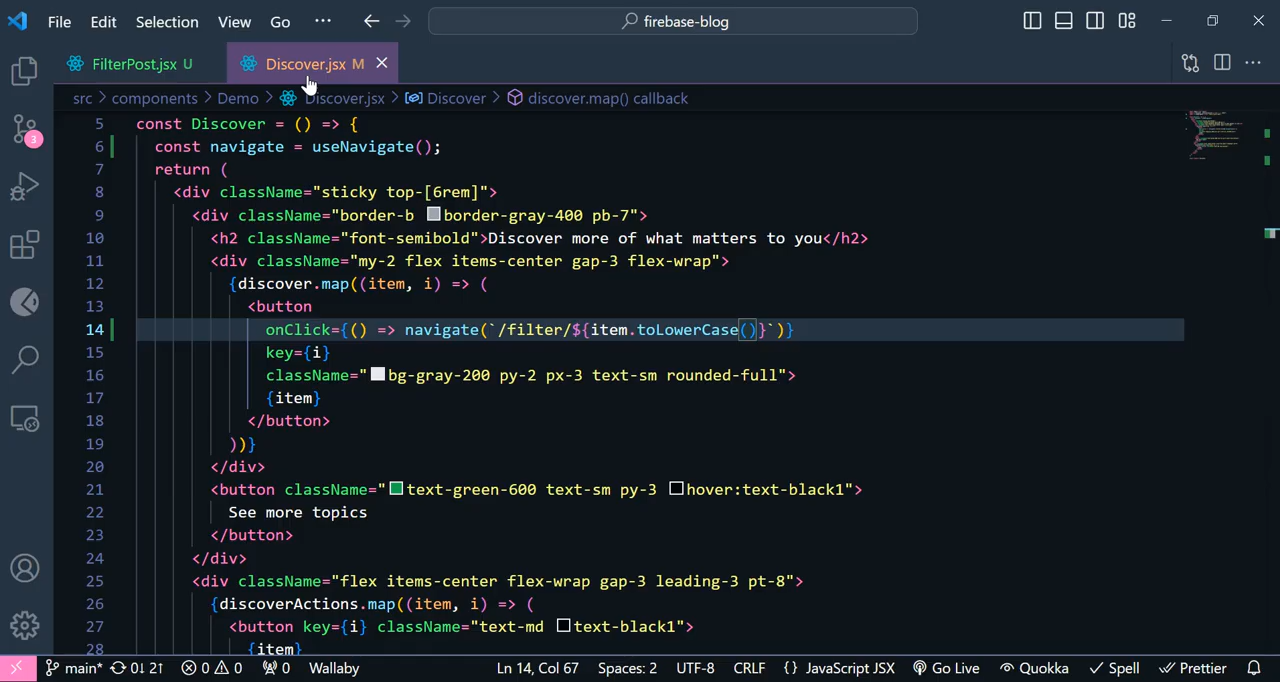 File Edit Selection View Go ··· firebase-blog
FilterPost.jsx U Discover.jsx M
src > components > Demo > Discover.jsx > Discover > discover.map() callback
5 const Discover = () => {
6 const navigate = useNavigate();
7 return (
8 <div className="sticky top-[6rem]">
9 <div className="border-b border-gray-400 pb-7">
10 <h2 className="font-semibold">Discover more of what matters to you</h2>
11 <div className="my-2 flex items-center gap-3 flex-wrap">
12 {discover.map((item, i) => (
13 <button
14 onClick={() => navigate(`/filter/${item.toLowerCase()}`)}
15 key={i}
16 className="bg-gray-200 py-2 px-3 text-sm rounded-full">
17 {item}
18 </button>
19 ))}
20 </div>
21 <button className="text-green-600 text-sm py-3 hover:text-black1">
22 See more topics
23 </button>
24 </div>
25 <div className="flex items-center flex-wrap gap-3 leading-3 pt-8">
26 {discoverActions.map((item, i) => (
27 <button key={i} className="text-md text-black1">
28 {item}
3
main* 0↓ 2↑ 0 0 0 Wallaby Ln 14, Col 67 Spaces: 2 UTF-8 CRLF {} JavaScript JSX Go Live Quokka Spell Prettier